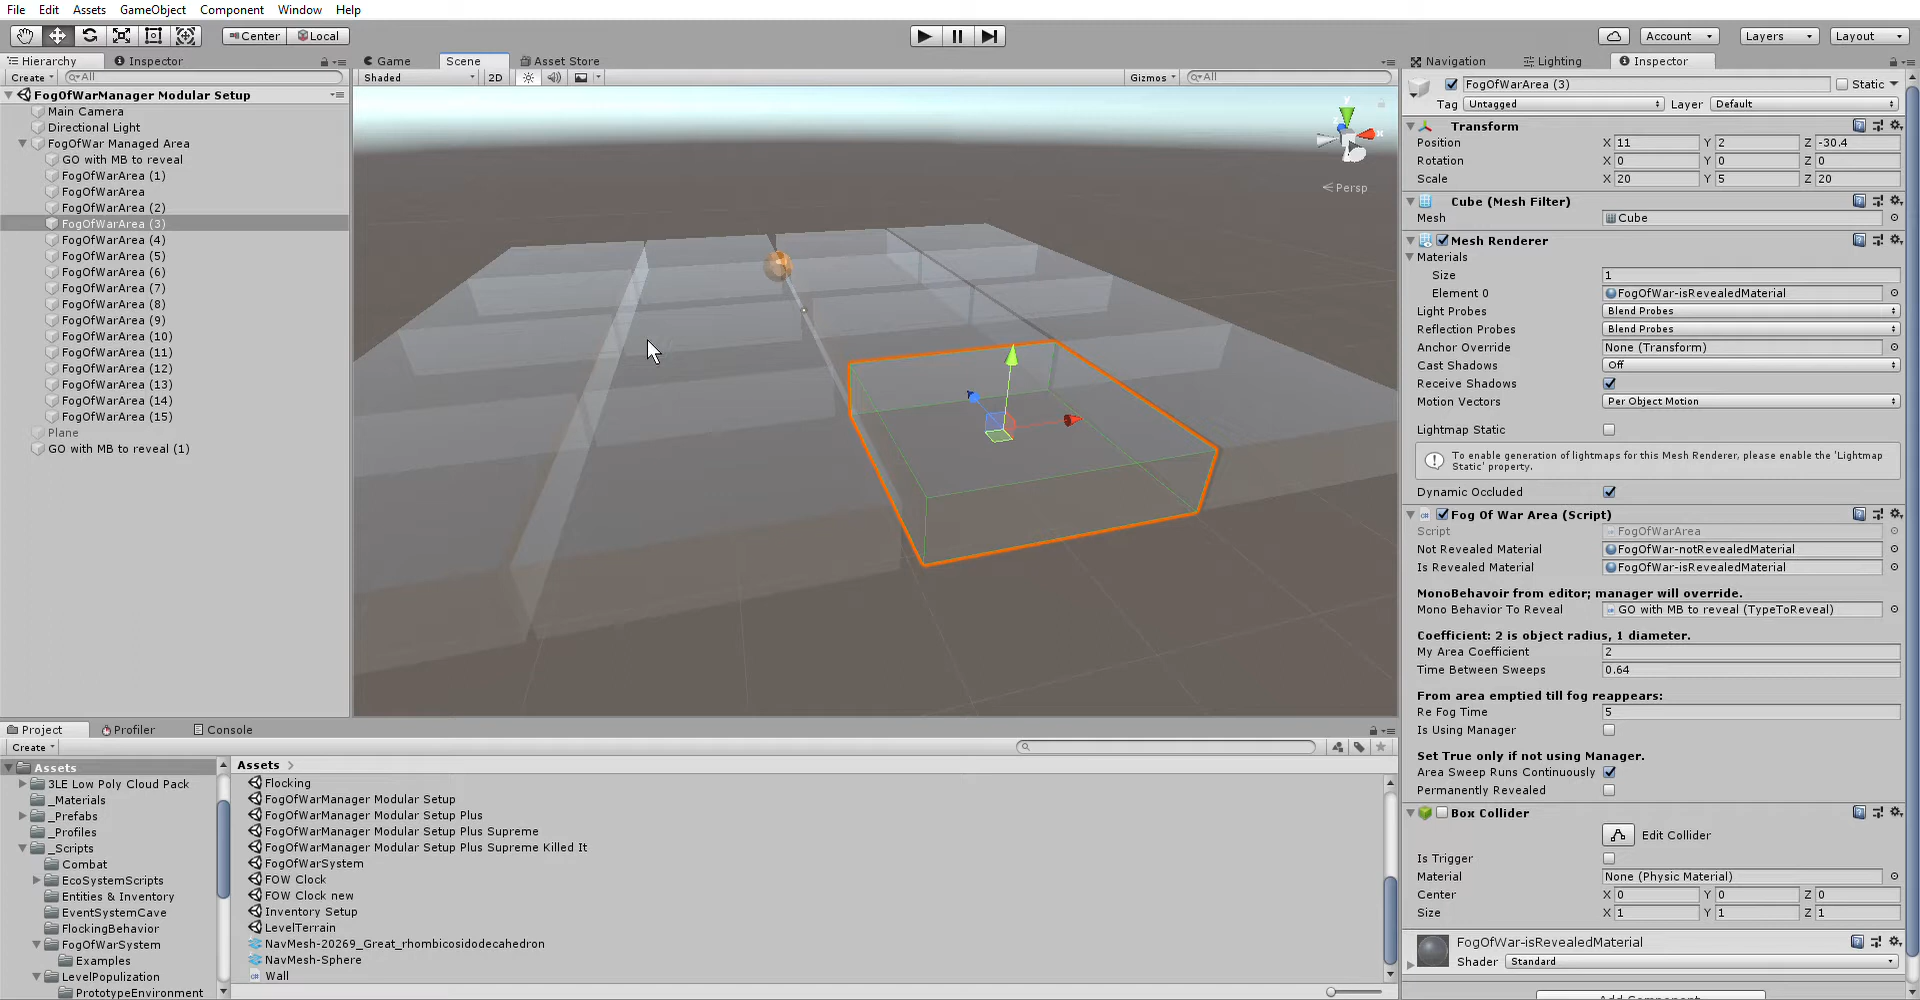 File Edit Assets GameObject Component Window Help
Center Local Account Layers Layout
Hierarchy Inspector
Create All
FogOfWarManager Modular Setup
Main Camera
Directional Light
FogOfWar Managed Area
GO with MB to reveal
FogOfWarArea (1)
FogOfWarArea
FogOfWarArea (2)
FogOfWarArea (3)
FogOfWarArea (4)
FogOfWarArea (5)
FogOfWarArea (6)
FogOfWarArea (7)
FogOfWarArea (8)
FogOfWarArea (9)
FogOfWarArea (10)
FogOfWarArea (11)
FogOfWarArea (12)
FogOfWarArea (13)
FogOfWarArea (14)
FogOfWarArea (15)
Plane
GO with MB to reveal (1)
Game Scene Asset Store
Shaded 2D Gizmos All
Persp
Navigation Lighting Inspector
FogOfWarArea (3) Static
Tag Untagged Layer Default
Transform
Position X 11 Y 2 Z -30.4
Rotation X 0 Y 0 Z 0
Scale X 20 Y 5 Z 20
Cube (Mesh Filter)
Mesh Cube
Mesh Renderer
Materials
Size 1
Element 0 FogOfWar-isRevealedMaterial
Light Probes Blend Probes
Reflection Probes Blend Probes
Anchor Override None (Transform)
Cast Shadows Off
Receive Shadows
Motion Vectors Per Object Motion
Lightmap Static
To enable generation of lightmaps for this Mesh Renderer, please enable the 'Lightmap
Static' property.
Dynamic Occluded
Fog Of War Area (Script)
Script FogOfWarArea
Not Revealed Material FogOfWar-notRevealedMaterial
Is Revealed Material FogOfWar-isRevealedMaterial
MonoBehavoir from editor; manager will override.
Mono Behavior To Reveal GO with MB to reveal (TypeToReveal)
Coefficient: 2 is object radius, 1 diameter.
My Area Coefficient 2
Time Between Sweeps 0.64
From area emptied till fog reappears:
Re Fog Time 5
Is Using Manager
Set True only if not using Manager.
Area Sweep Runs Continuously
Permanently Revealed
Box Collider
Edit Collider
Is Trigger
Material None (Physic Material)
Center X 0 Y 0 Z 0
Size X 1 Y 1 Z 1
FogOfWar-isRevealedMaterial
Shader Standard
Add Component
Project Profiler Console
Create
Assets
3LE Low Poly Cloud Pack
_Materials
_Prefabs
_Profiles
_Scripts
Combat
EcoSystemScripts
Entities & Inventory
EventSystemCave
FlockingBehavior
FogOfWarSystem
Examples
LevelPopulization
PrototypeEnvironment
Assets
Flocking
FogOfWarManager Modular Setup
FogOfWarManager Modular Setup Plus
FogOfWarManager Modular Setup Plus Supreme
FogOfWarManager Modular Setup Plus Supreme Killed It
FogOfWarSystem
FOW Clock
FOW Clock new
Inventory Setup
LevelTerrain
NavMesh-20269_Great_rhombicosidodecahedron
NavMesh-Sphere
Wall